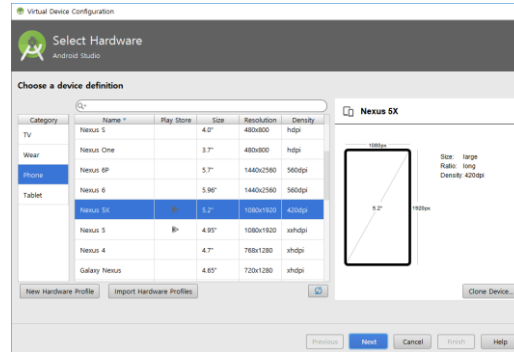 Virtual Device Configuration
Select Hardware
Android Studio
Choose a device definition
Category
TV
Wear
Phone
Tablet
Name Play Store Size Resolution Density
Nexus S 4.0" 480x800 hdpi
Nexus One 3.7" 480x800 hdpi
Nexus 6P 5.7" 1440x2560 560dpi
Nexus 6 5.96" 1440x2560 560dpi
Nexus 5X 5.2" 1080x1920 420dpi
Nexus 5 4.95" 1080x1920 xxhdpi
Nexus 4 4.7" 768x1280 xhdpi
Galaxy Nexus 4.65" 720x1280 xhdpi
New Hardware Profile Import Hardware Profiles
Nexus 5X
1080px
5.2" 1920px
Size: large
Ratio: long
Density: 420dpi
Clone Device...
Previous Next Cancel Finish Help